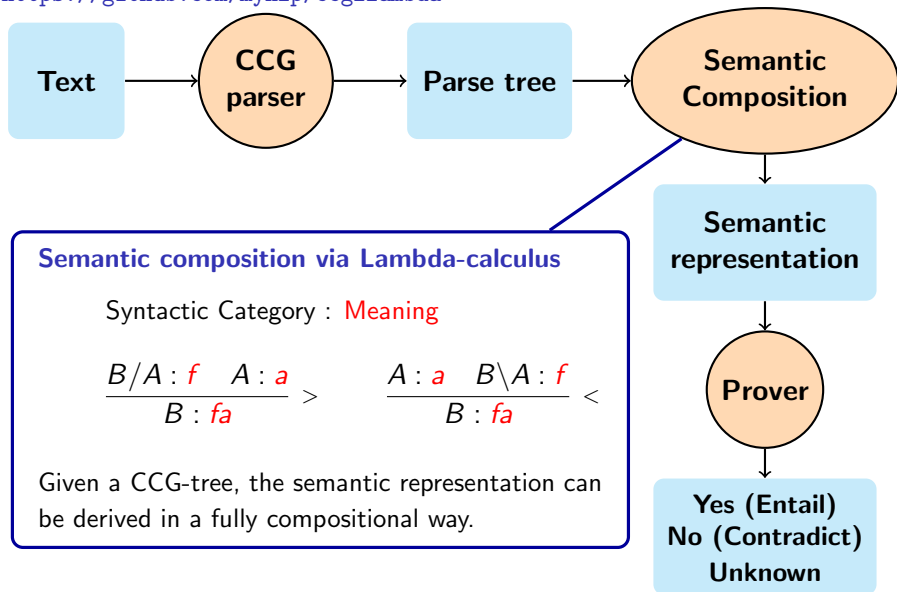 Text
CCG
parser
Parse tree
Semantic
Composition
Semantic
representation
Semantic composition via Lambda-calculus
Syntactic Category : Meaning
B/A : f A : a
B : fa
>
A : a B\A : f
B : fa
<
Given a CCG-tree, the semantic representation can
be derived in a fully compositional way.
Prover
Yes (Entail)
No (Contradict)
Unknown